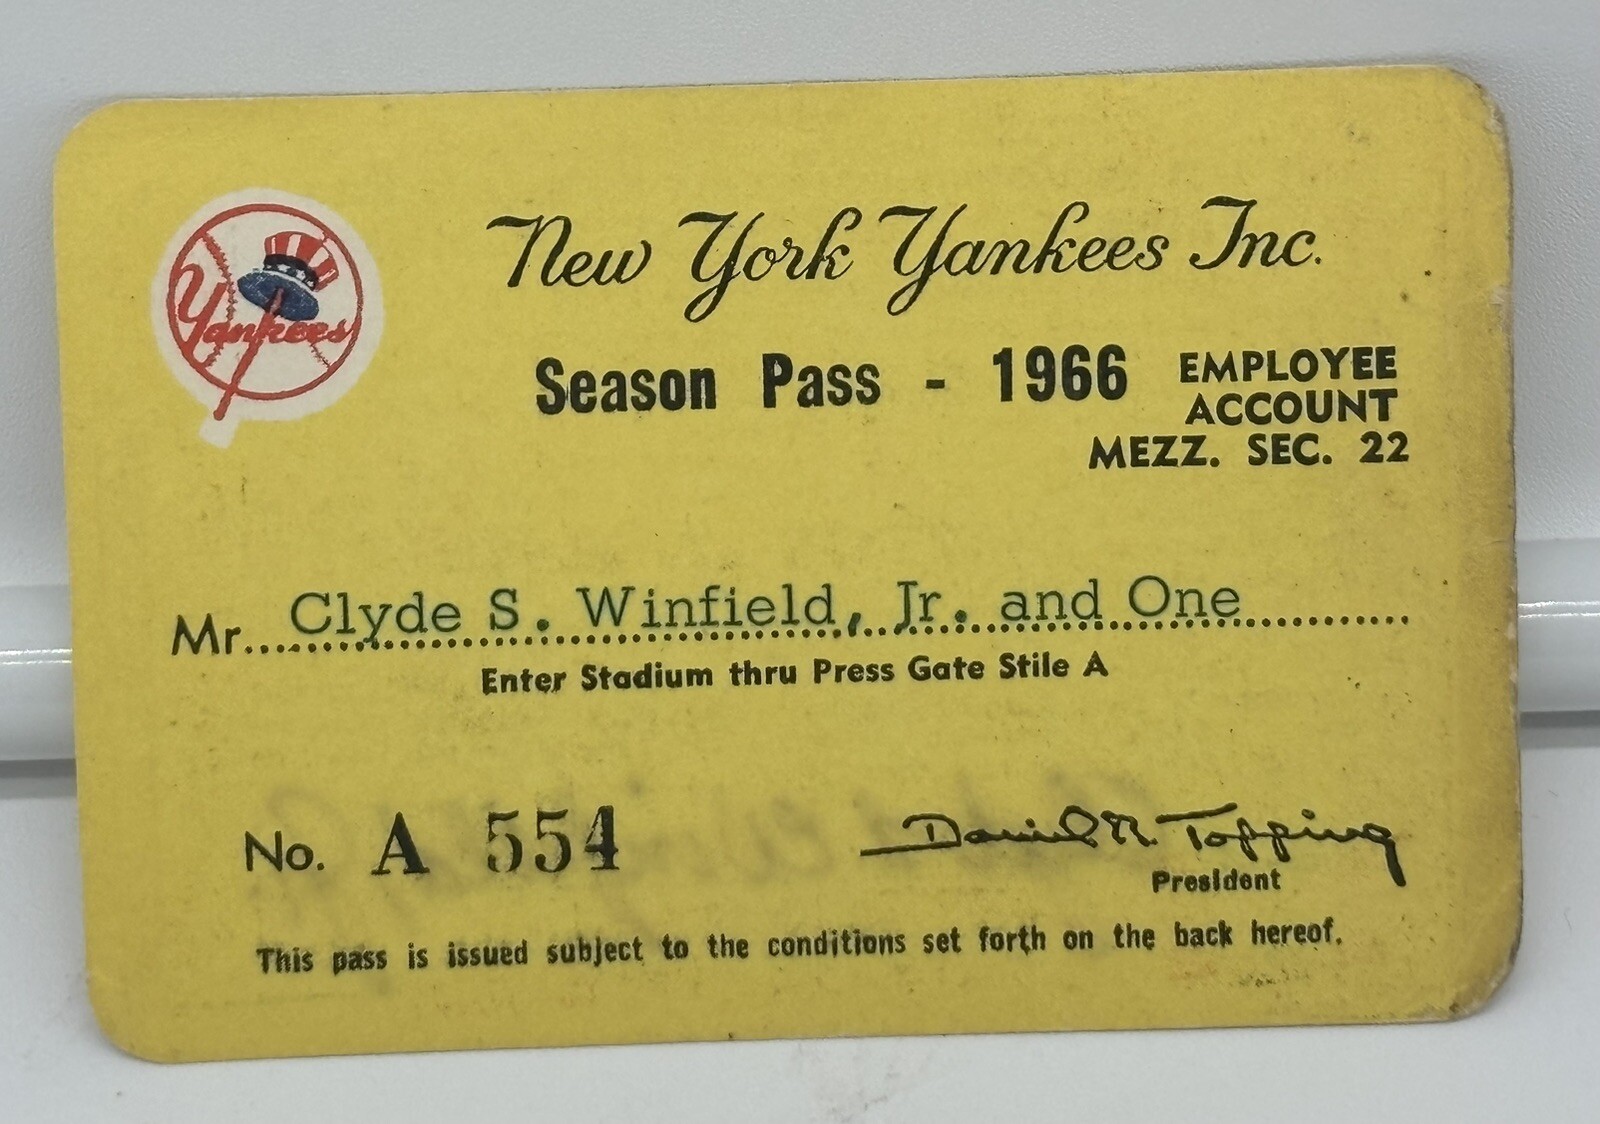 Yankees
New York Yankees Inc.
Season Pass - 1966
EMPLOYEE
ACCOUNT
MEZZ. SEC. 22
Mr. Clyde S. Winfield, Jr. and One
Enter Stadium thru Press Gate Stile A
No. A 554
Daniel R. Topping
President
This pass is issued subject to the conditions set forth on the back hereof.